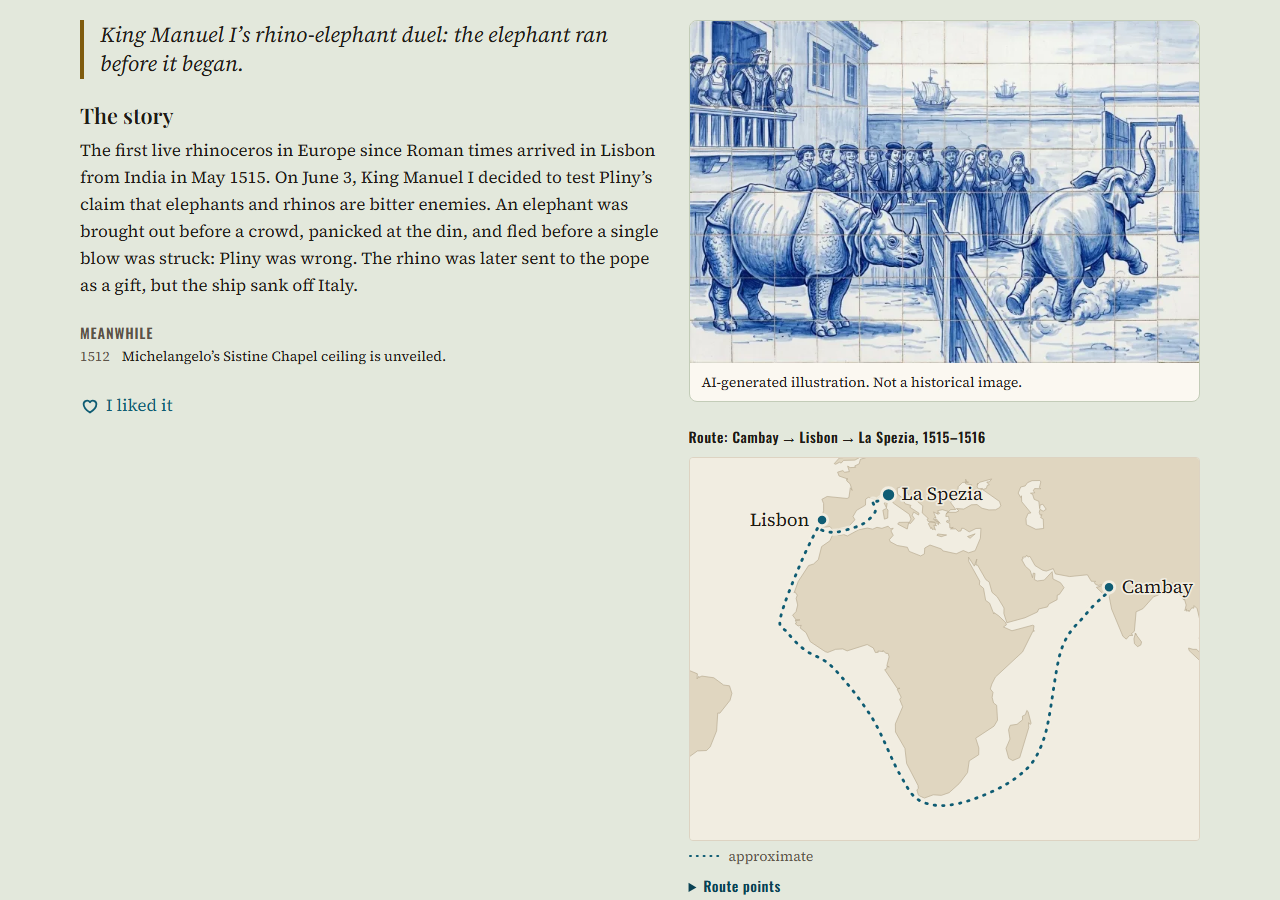 King Manuel I’s rhino-elephant duel: the elephant ran
before it began.
The story
The first live rhinoceros in Europe since Roman times arrived in Lisbon
from India in May 1515. On June 3, King Manuel I decided to test Pliny’s
claim that elephants and rhinos are bitter enemies. An elephant was
brought out before a crowd, panicked at the din, and fled before a single
blow was struck: Pliny was wrong. The rhino was later sent to the pope
as a gift, but the ship sank off Italy.
MEANWHILE
1512 Michelangelo’s Sistine Chapel ceiling is unveiled.
I liked it
AI-generated illustration. Not a historical image.
Route: Cambay → Lisbon → La Spezia, 1515–1516
La Spezia
Lisbon
Cambay
approximate
Route points